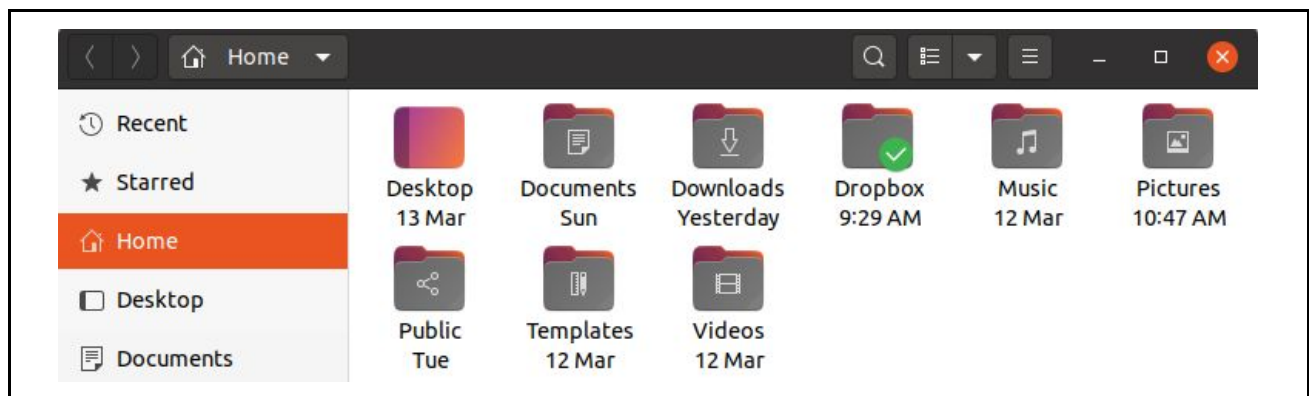 Home
Recent
Starred
Home
Desktop
Documents
Desktop Documents Downloads Dropbox Music Pictures
13 Mar Sun Yesterday 9:29 AM 12 Mar 10:47 AM
Public Templates Videos
Tue 12 Mar 12 Mar